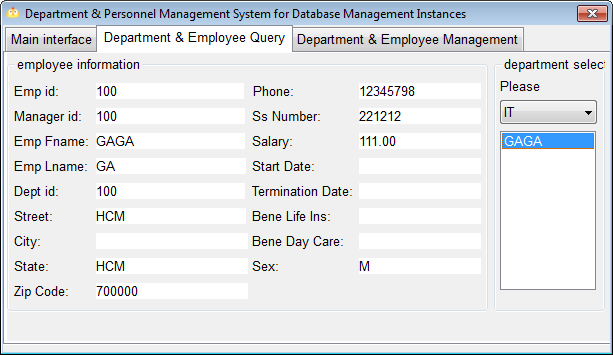 Department & Personnel Management System for Database Management Instances
Main interface Department & Employee Query Department & Employee Management
employee information
Emp id: 100 Phone: 12345798
Manager id: 100 Ss Number: 221212
Emp Fname: GAGA Salary: 111.00
Emp Lname: GA Start Date:
Dept id: 100 Termination Date:
Street: HCM Bene Life Ins:
City: Bene Day Care:
State: HCM Sex: M
Zip Code: 700000
department select
Please
IT
GAGA